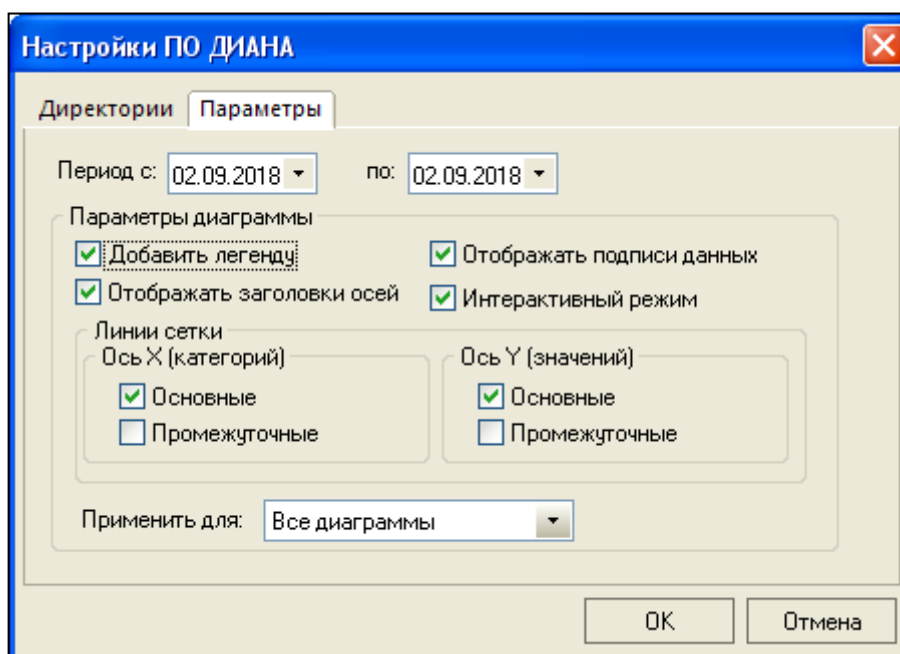 Настройки ПО ДИАНА
Директории Параметры
Период с: 02.09.2018 по: 02.09.2018
Параметры диаграммы
Добавить легенду Отображать подписи данных
Отображать заголовки осей Интерактивный режим
Линии сетки
Ось X (категорий) Ось Y (значений)
Основные Основные
Промежуточные Промежуточные
Применить для: Все диаграммы
OK Отмена